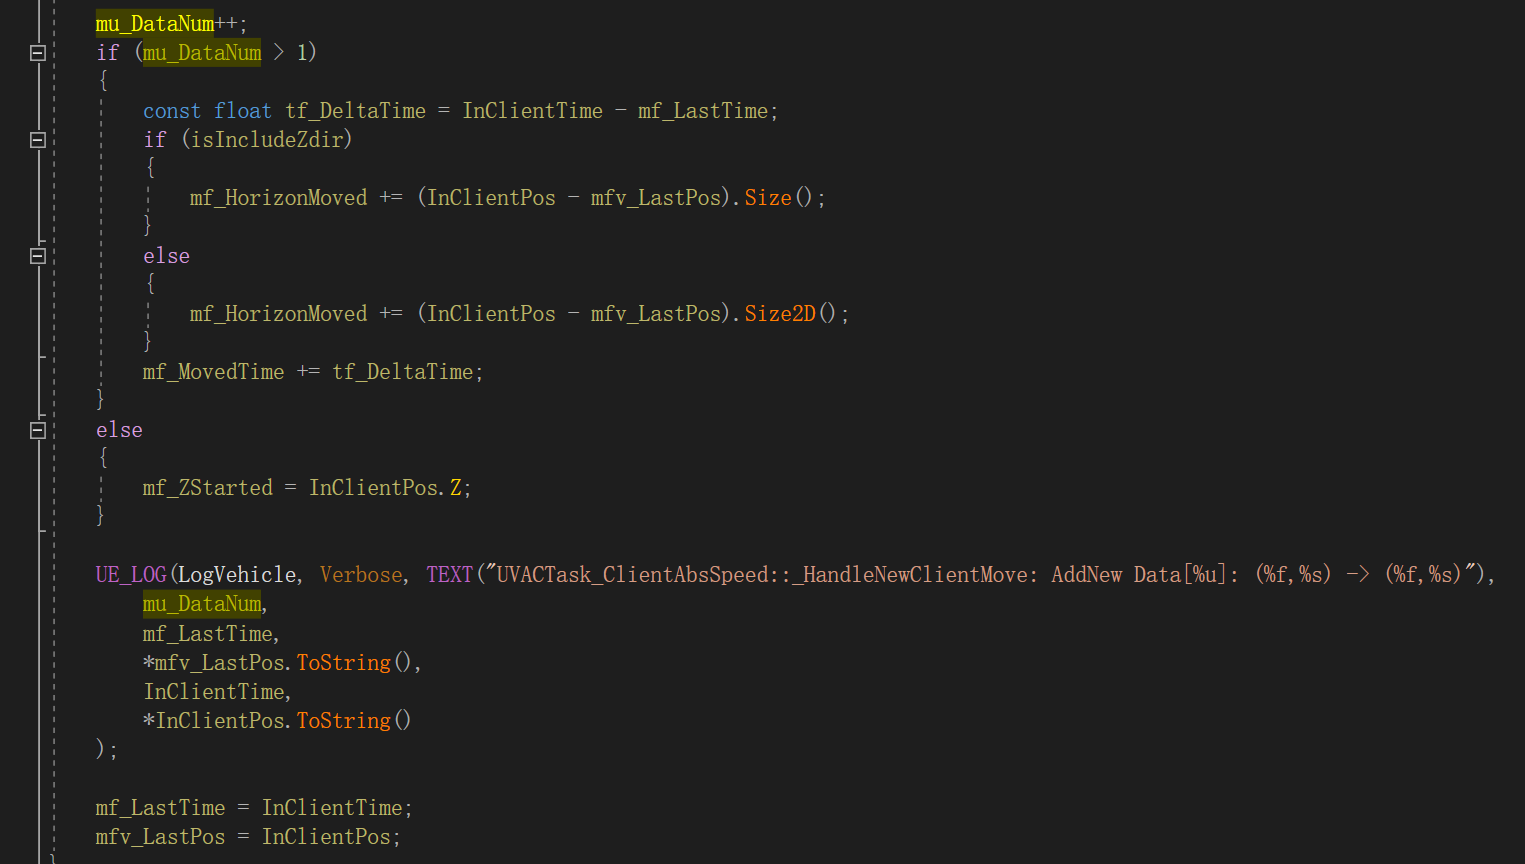 mu_DataNum++;
if (mu_DataNum > 1)
{
const float tf_DeltaTime = InClientTime - mf_LastTime;
if (isIncludeZdir)
{
mf_HorizonMoved += (InClientPos - mfv_LastPos).Size();
}
else
{
mf_HorizonMoved += (InClientPos - mfv_LastPos).Size2D();
}
mf_MovedTime += tf_DeltaTime;
}
else
{
mf_ZStarted = InClientPos.Z;
}
UE_LOG(LogVehicle, Verbose, TEXT("UVACTask_ClientAbsSpeed::_HandleNewClientMove: AddNew Data[%u]: (%f,%s) -> (%f,%s)"),
mu_DataNum,
mf_LastTime,
*mfv_LastPos.ToString(),
InClientTime,
*InClientPos.ToString()
);
mf_LastTime = InClientTime;
mfv_LastPos = InClientPos;
}